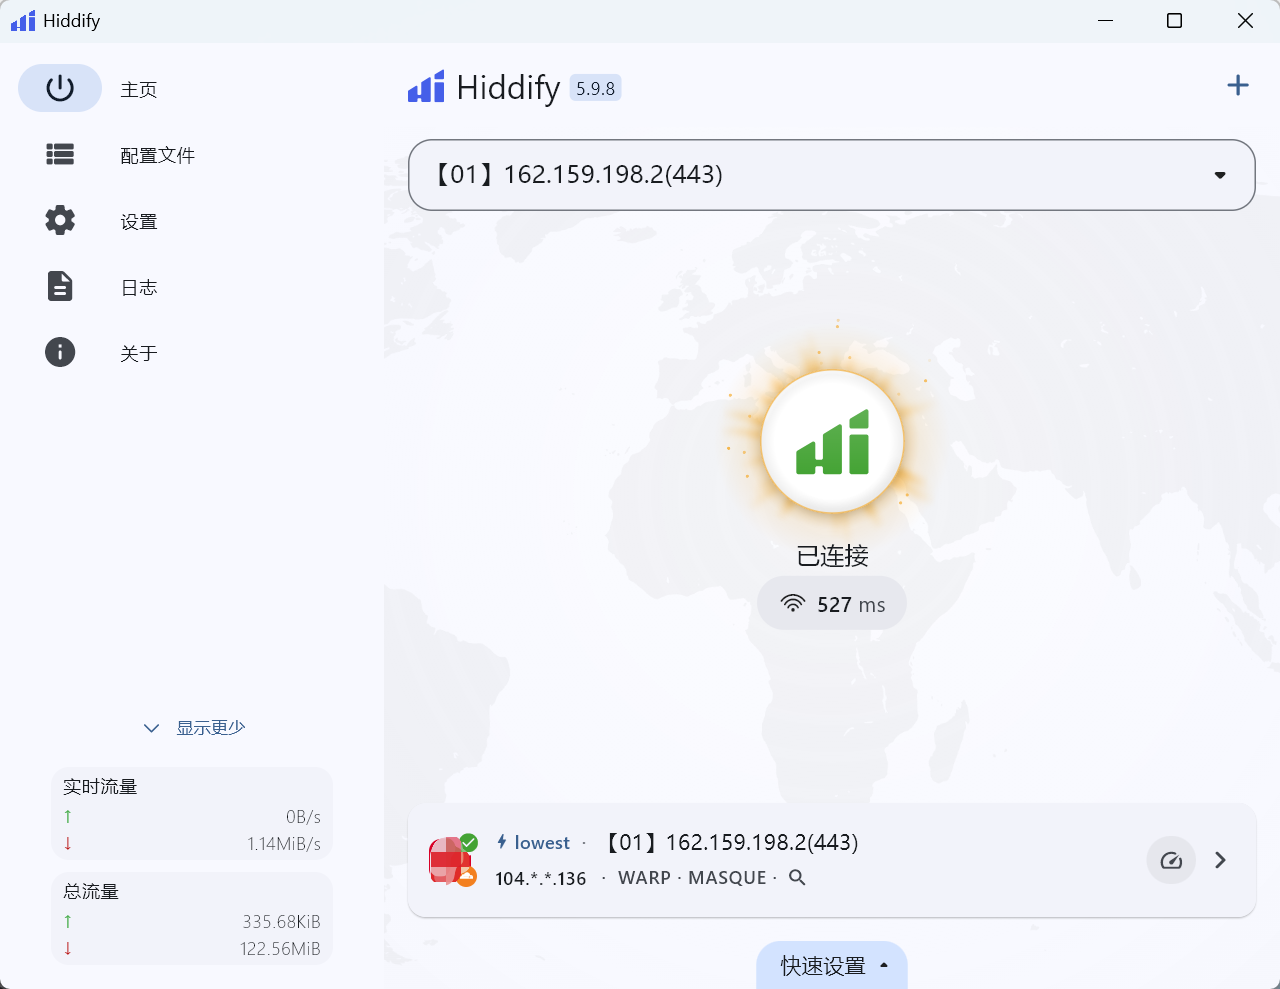 Hiddify
主页
配置文件
设置
日志
关于
显示更少
实时流量
↑ 0B/s
↓ 1.14MiB/s
总流量
↑ 335.68KiB
↓ 122.56MiB
Hiddify 5.9.8
【01】162.159.198.2(443)
已连接
527 ms
lowest · 【01】162.159.198.2(443)
104.*.*.136 · WARP · MASQUE ·
快速设置